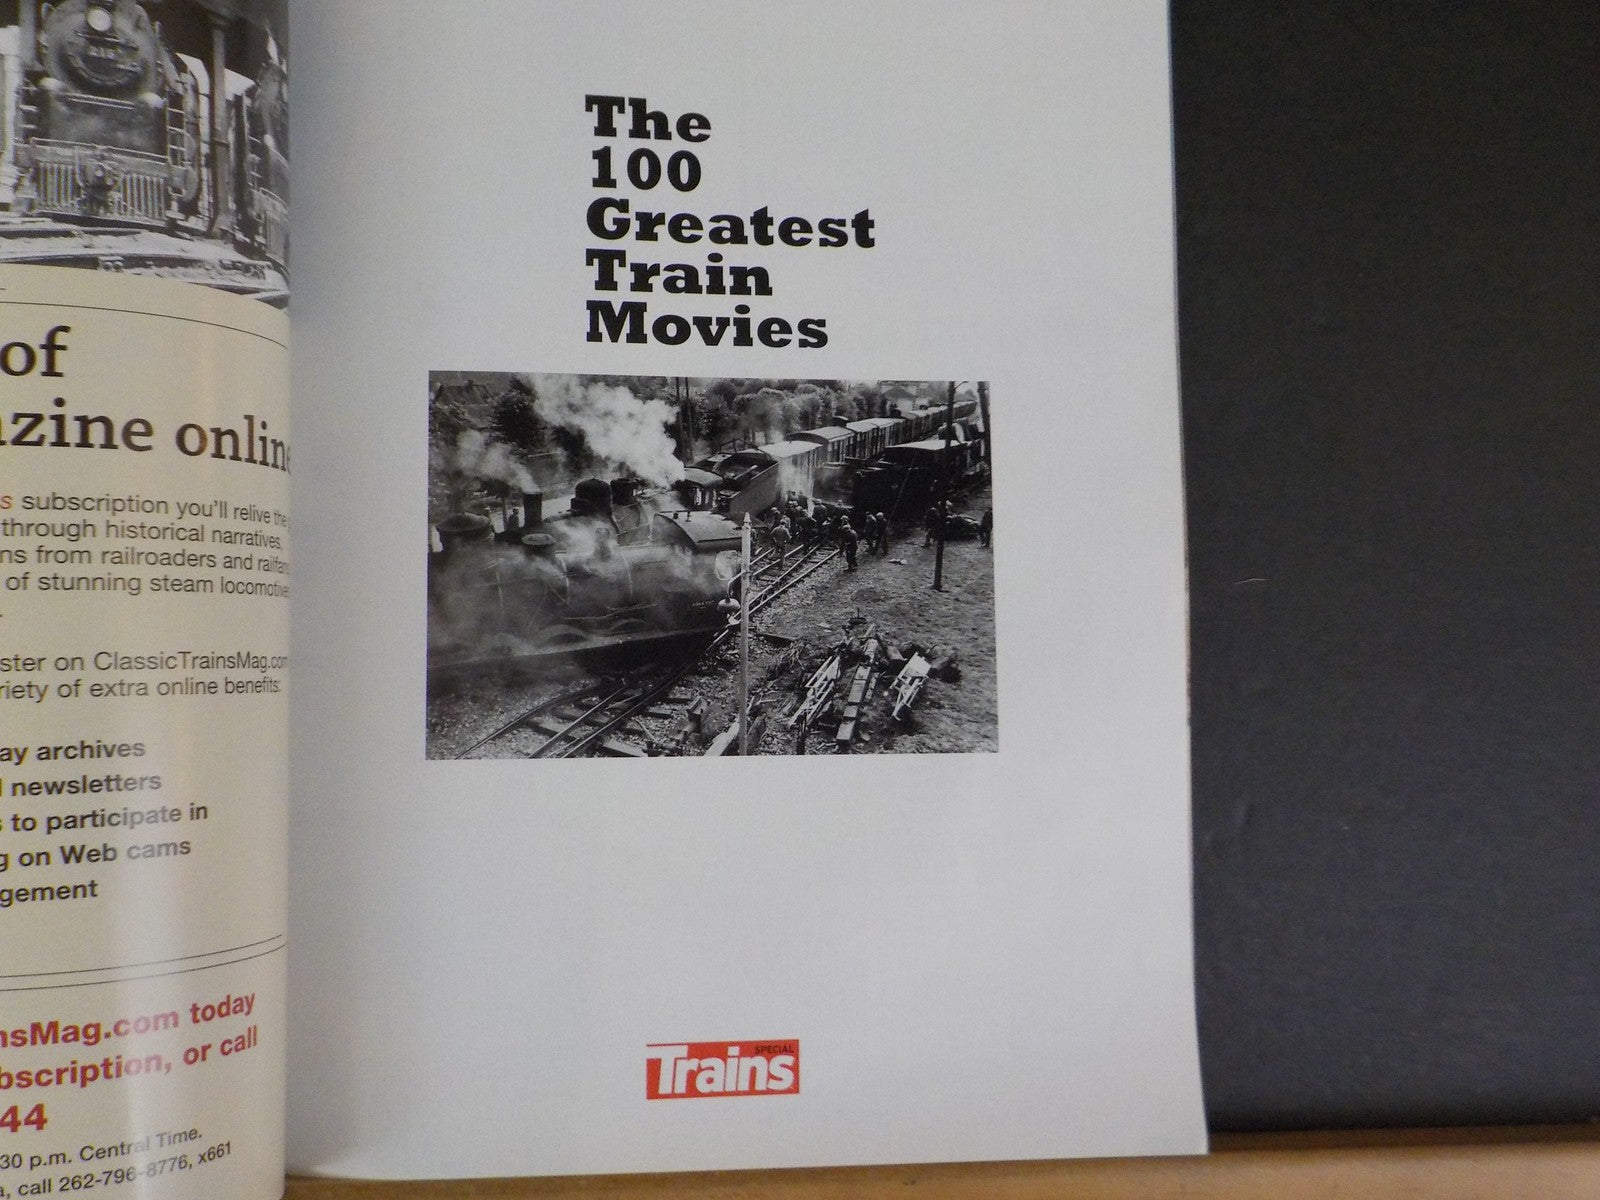 of
azine online
s subscription you'll relive the
through historical narratives,
ns from railroaders and railfans
of stunning steam locomotive
ster on ClassicTrainsMag.com
riety of extra online benefits:
ay archives
newsletters
s to participate in
g on Web cams
gement
nsMag.com today
bscription, or call
44
30 p.m. Central Time.
a, call 262-796-8776, x661
The
100
Greatest
Train
Movies
SPECIAL
Trains